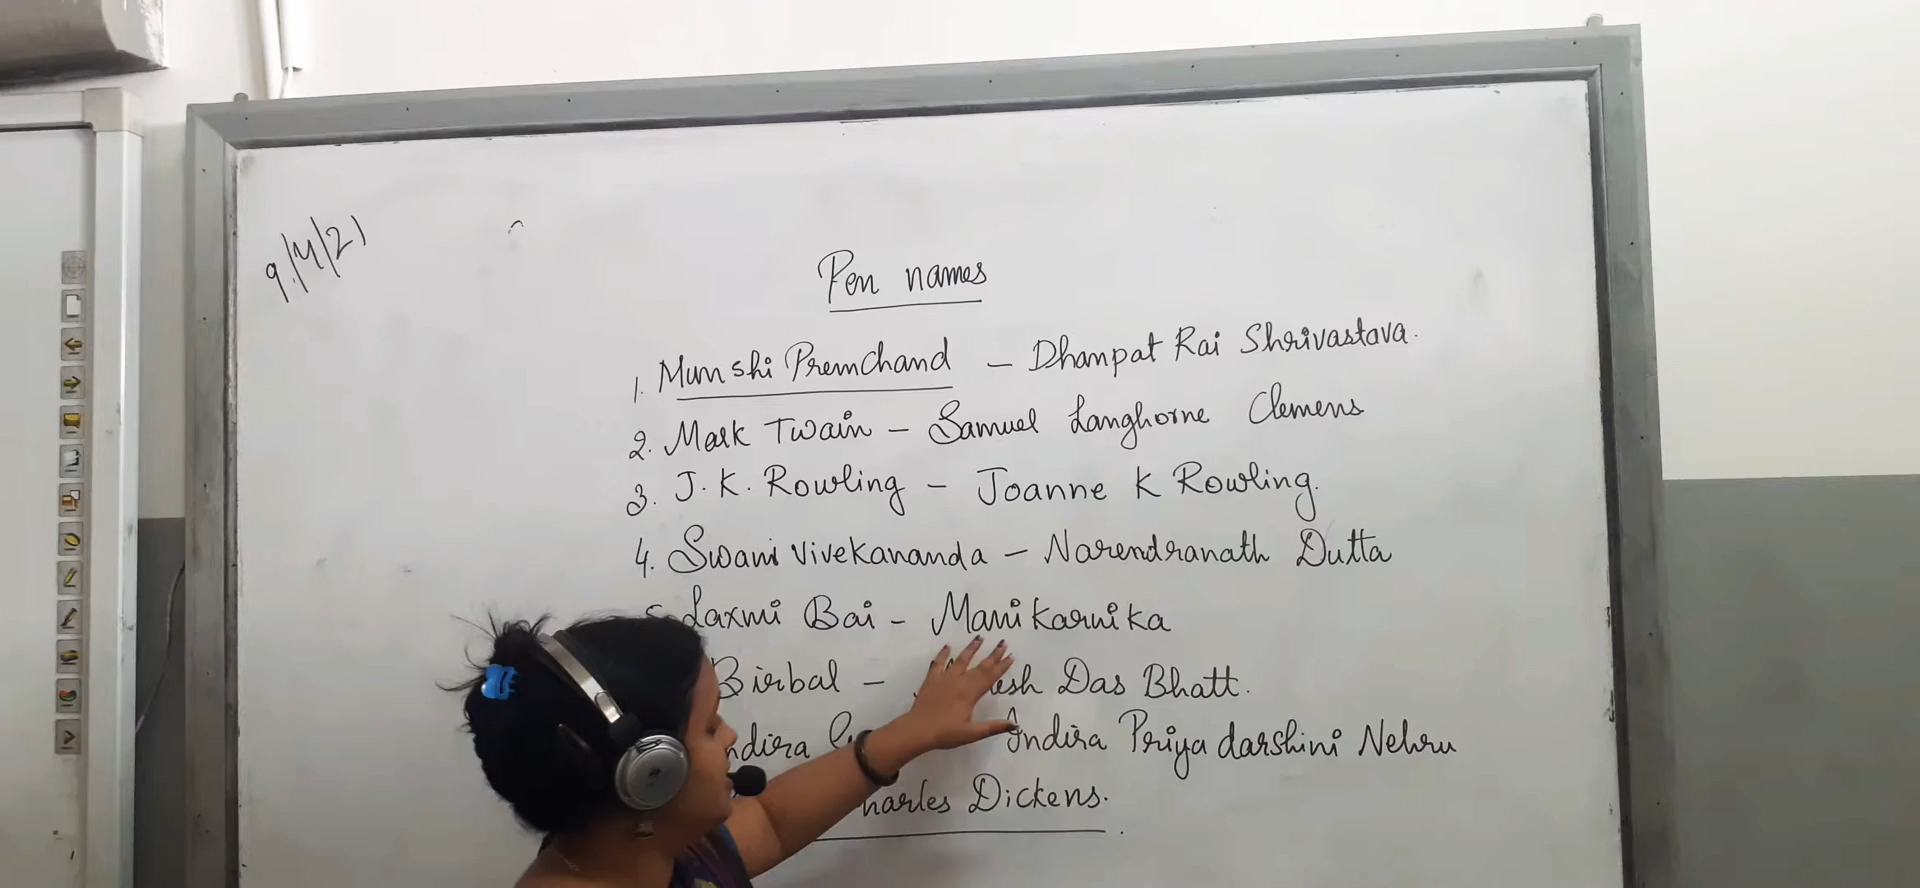 9/4/21
Pen names
1. Munshi Premchand - Dhanpat Rai Shrivastava.
2. Mark Twain - Samuel Langhorne Clemens
3. J. K. Rowling - Joanne K Rowling.
4. Swami Vivekananda - Narendranath Dutta
Laxmi Bai - Manikarnika
Birbal - Das Bhatt.
Indira Priyadarshini Nehru
Dickens.